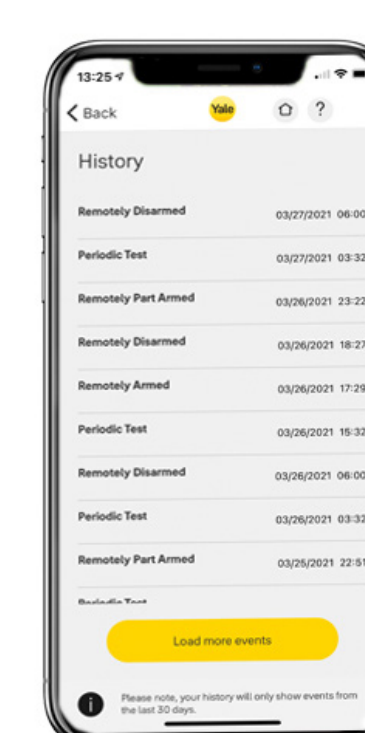 13:25
Back
Yale
?
History
Remotely Disarmed 03/27/2021 06:00
Periodic Test 03/27/2021 03:32
Remotely Part Armed 03/26/2021 23:22
Remotely Disarmed 03/26/2021 18:27
Remotely Armed 03/26/2021 17:29
Periodic Test 03/26/2021 15:32
Remotely Disarmed 03/26/2021 06:00
Periodic Test 03/26/2021 03:32
Remotely Part Armed 03/25/2021 22:51
Periodic Test
Load more events
i
Please note, your history will only show events from
the last 30 days.